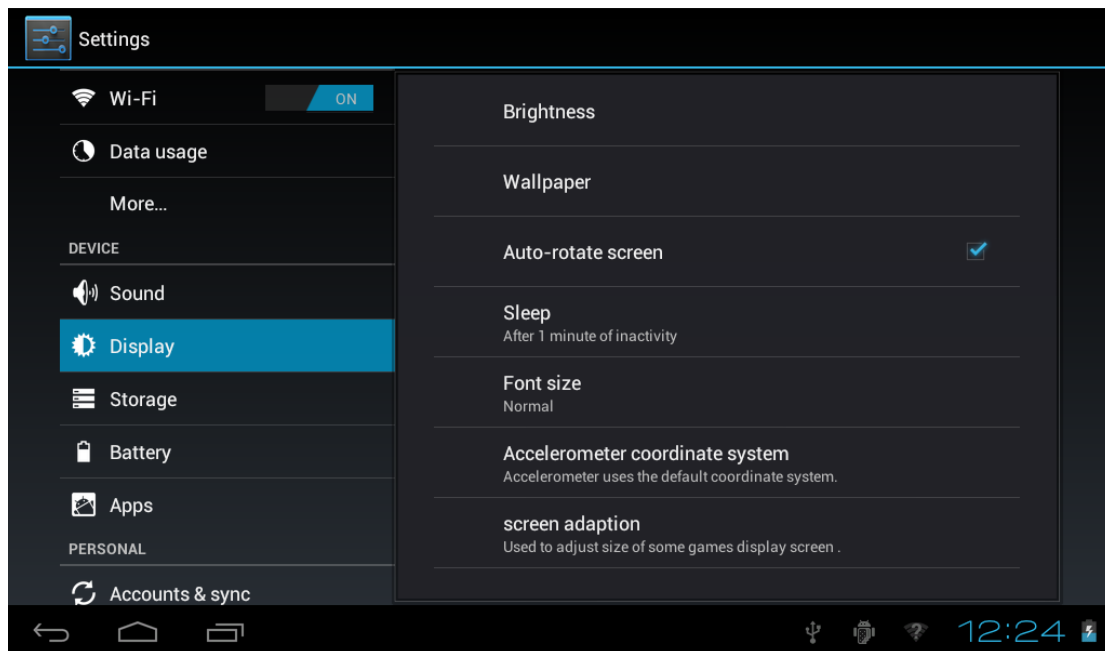 Settings
Wi-Fi
ON
Data usage
More...
DEVICE
Sound
Display
Storage
Battery
Apps
PERSONAL
Accounts & sync
Brightness
Wallpaper
Auto-rotate screen
Sleep
After 1 minute of inactivity
Font size
Normal
Accelerometer coordinate system
Accelerometer uses the default coordinate system.
screen adaption
Used to adjust size of some games display screen .
12:24